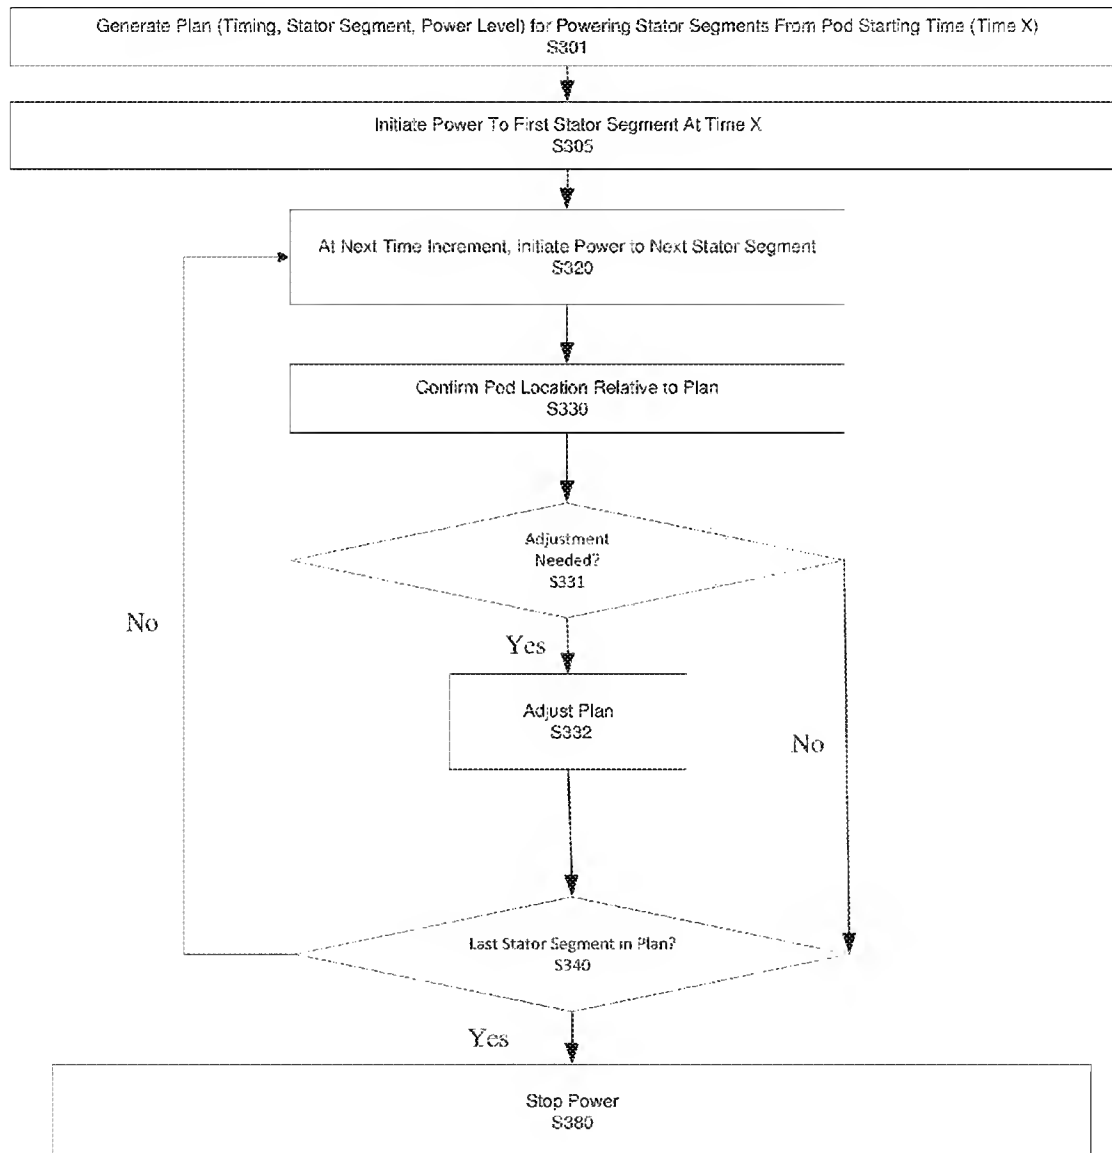 Generate Plan (Timing, Stator Segment, Power Level) for Powering Stator Segments From Pod Starting Time (Time X)
S301
Initiate Power To First Stator Segment At Time X
S305
At Next Time Increment, Initiate Power to Next Stator Segment
S320
Confirm Pod Location Relative to Plan
S330
Adjustment
Needed?
S331
No
Yes
Adjust Plan
S332
No
Last Stator Segment in Plan?
S340
Yes
Stop Power
S380